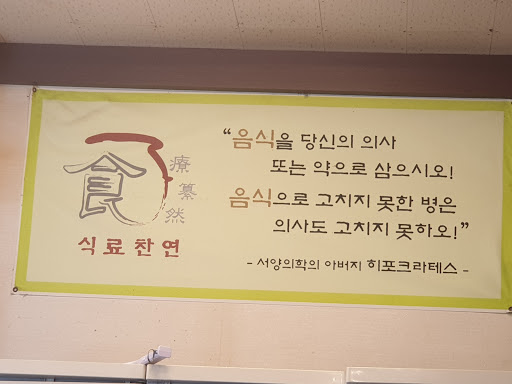 食
療
纂
然
식료찬연
“음식을 당신의 의사
또는 약으로 삼으시오!
음식으로 고치지 못한 병은
의사도 고치지 못하오!”
- 서양의학의 아버지 히포크라테스 -